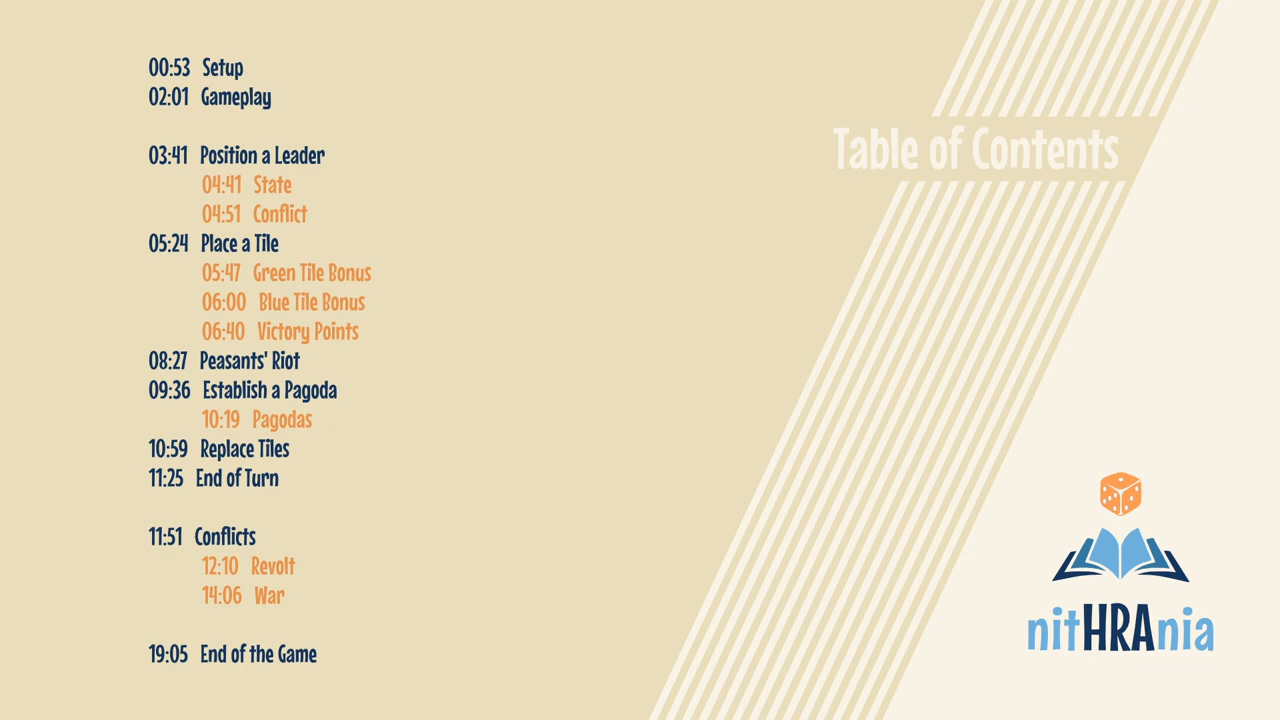 00:53 Setup
02:01 Gameplay
03:41 Position a Leader
04:41 State
04:51 Conflict
05:24 Place a Tile
05:47 Green Tile Bonus
06:00 Blue Tile Bonus
06:40 Victory Points
08:27 Peasants' Riot
09:36 Establish a Pagoda
10:19 Pagodas
10:59 Replace Tiles
11:25 End of Turn
11:51 Conflicts
12:10 Revolt
14:06 War
19:05 End of the Game
Table of Contents
nitHRAnia